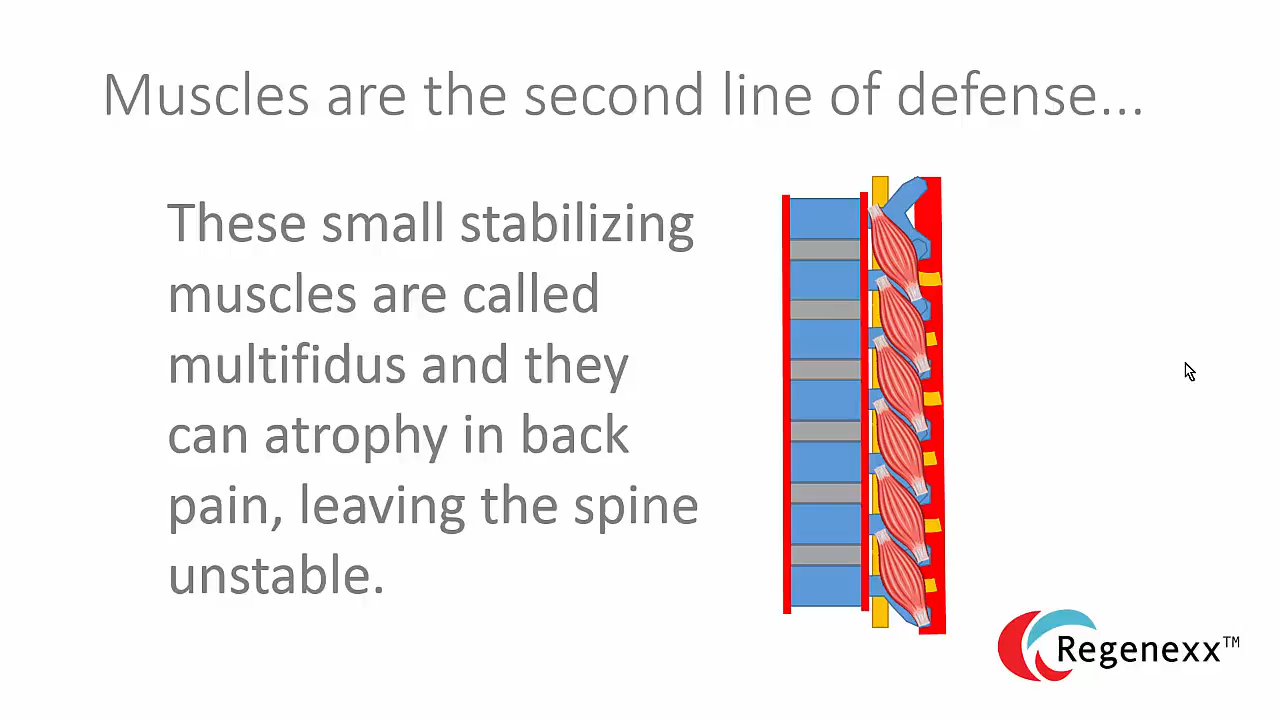 Muscles are the second line of defense...
These small stabilizing
muscles are called
multifidus and they
can atrophy in back
pain, leaving the spine
unstable.
Regenexx™